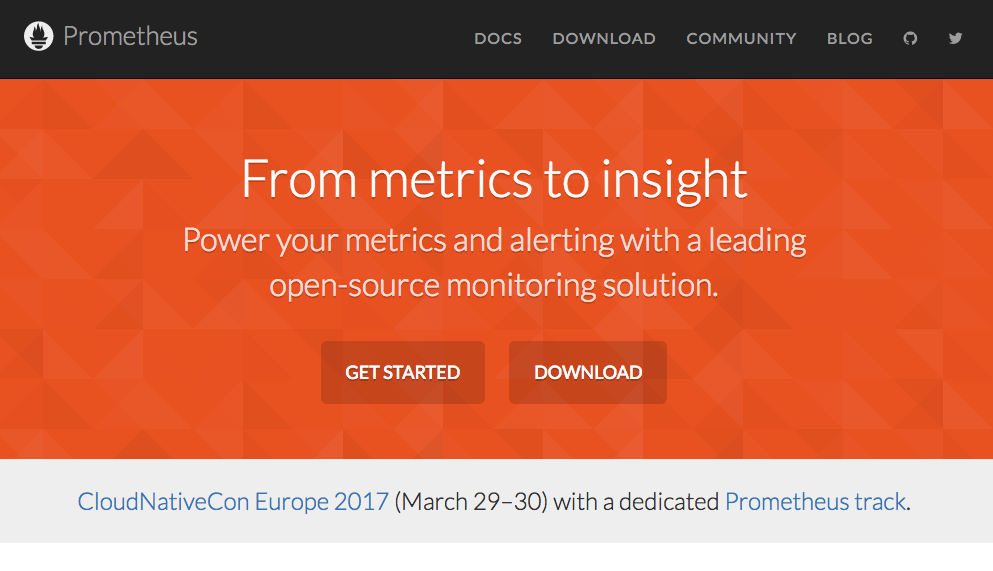 Prometheus
DOCS DOWNLOAD COMMUNITY BLOG
From metrics to insight
Power your metrics and alerting with a leading
open-source monitoring solution.
GET STARTED DOWNLOAD
CloudNativeCon Europe 2017 (March 29–30) with a dedicated Prometheus track.